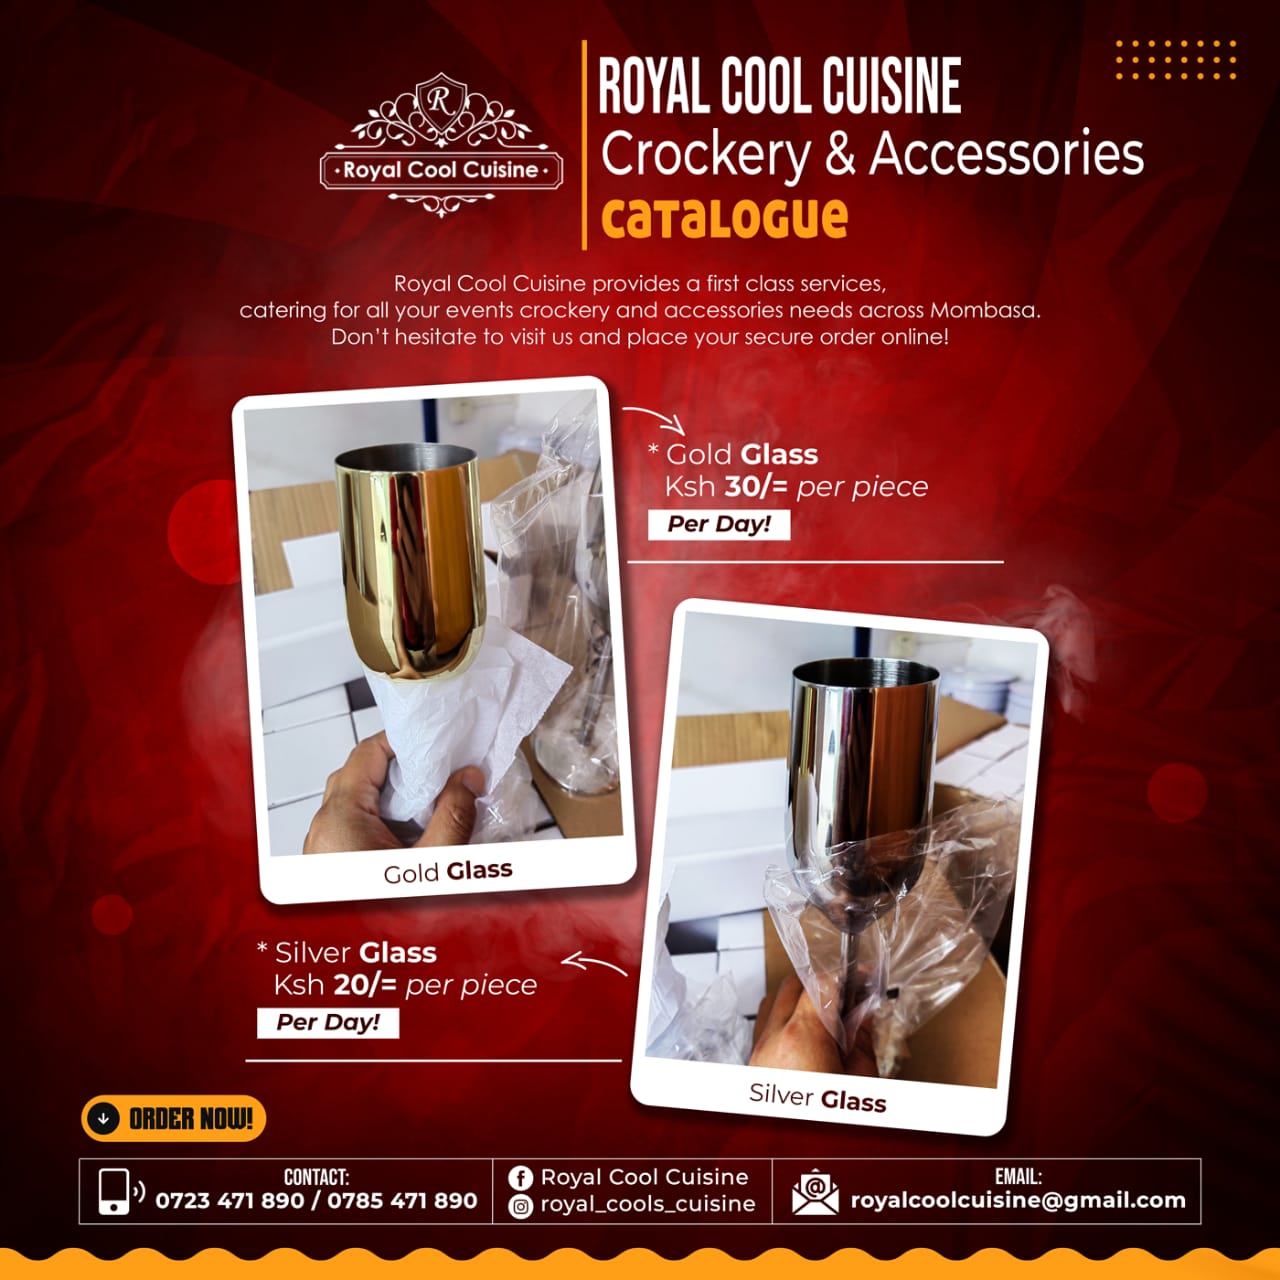 R
· Royal Cool Cuisine ·
ROYAL COOL CUISINE
Crockery & Accessories
CATALOGUE
Royal Cool Cuisine provides a first class services,
catering for all your events crockery and accessories needs across Mombasa.
Don't hesitate to visit us and place your secure order online!
* Gold Glass
Ksh 30/= per piece
Per Day!
Gold Glass
* Silver Glass
Ksh 20/= per piece
Per Day!
Silver Glass
ORDER NOW!
CONTACT:
0723 471 890 / 0785 471 890
Royal Cool Cuisine
royal_cools_cuisine
EMAIL:
royalcoolcuisine@gmail.com